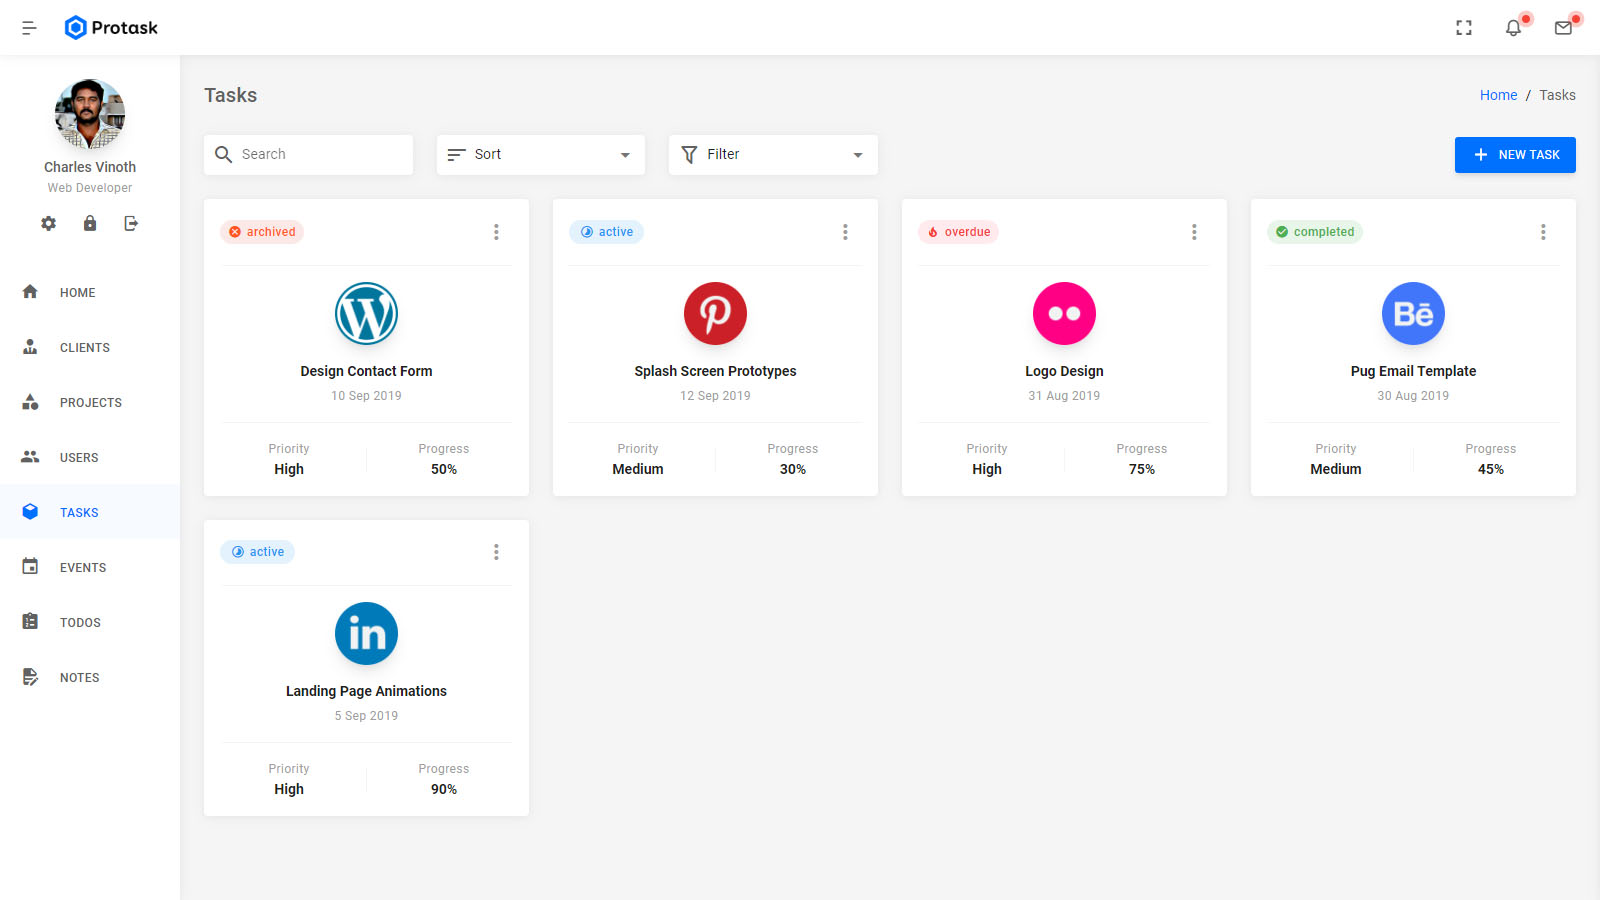 Protask
Charles Vinoth
Web Developer
HOME
CLIENTS
PROJECTS
USERS
TASKS
EVENTS
TODOS
NOTES
Tasks
Home / Tasks
Search
Sort
Filter
NEW TASK
archived
Design Contact Form
10 Sep 2019
Priority
High
Progress
50%
active
Splash Screen Prototypes
12 Sep 2019
Priority
Medium
Progress
30%
overdue
Logo Design
31 Aug 2019
Priority
High
Progress
75%
completed
Bē
Pug Email Template
30 Aug 2019
Priority
Medium
Progress
45%
active
in
Landing Page Animations
5 Sep 2019
Priority
High
Progress
90%